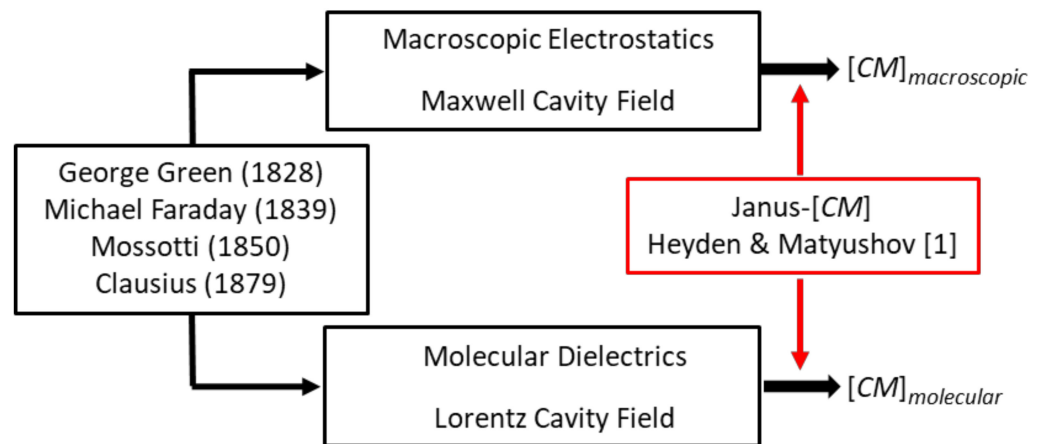 Macroscopic Electrostatics
Maxwell Cavity Field
[CM]macroscopic
George Green (1828)
Michael Faraday (1839)
Mossotti (1850)
Clausius (1879)
Janus-[CM]
Heyden & Matyushov [1]
Molecular Dielectrics
Lorentz Cavity Field
[CM]molecular